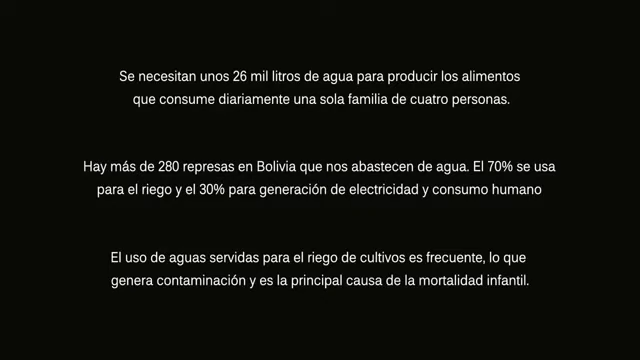 Se necesitan unos 26 mil litros de agua para producir los alimentos
que consume diariamente una sola familia de cuatro personas.
Hay más de 280 represas en Bolivia que nos abastecen de agua. El 70% se usa
para el riego y el 30% para generación de electricidad y consumo humano
El uso de aguas servidas para el riego de cultivos es frecuente, lo que
genera contaminación y es la principal causa de la mortalidad infantil.